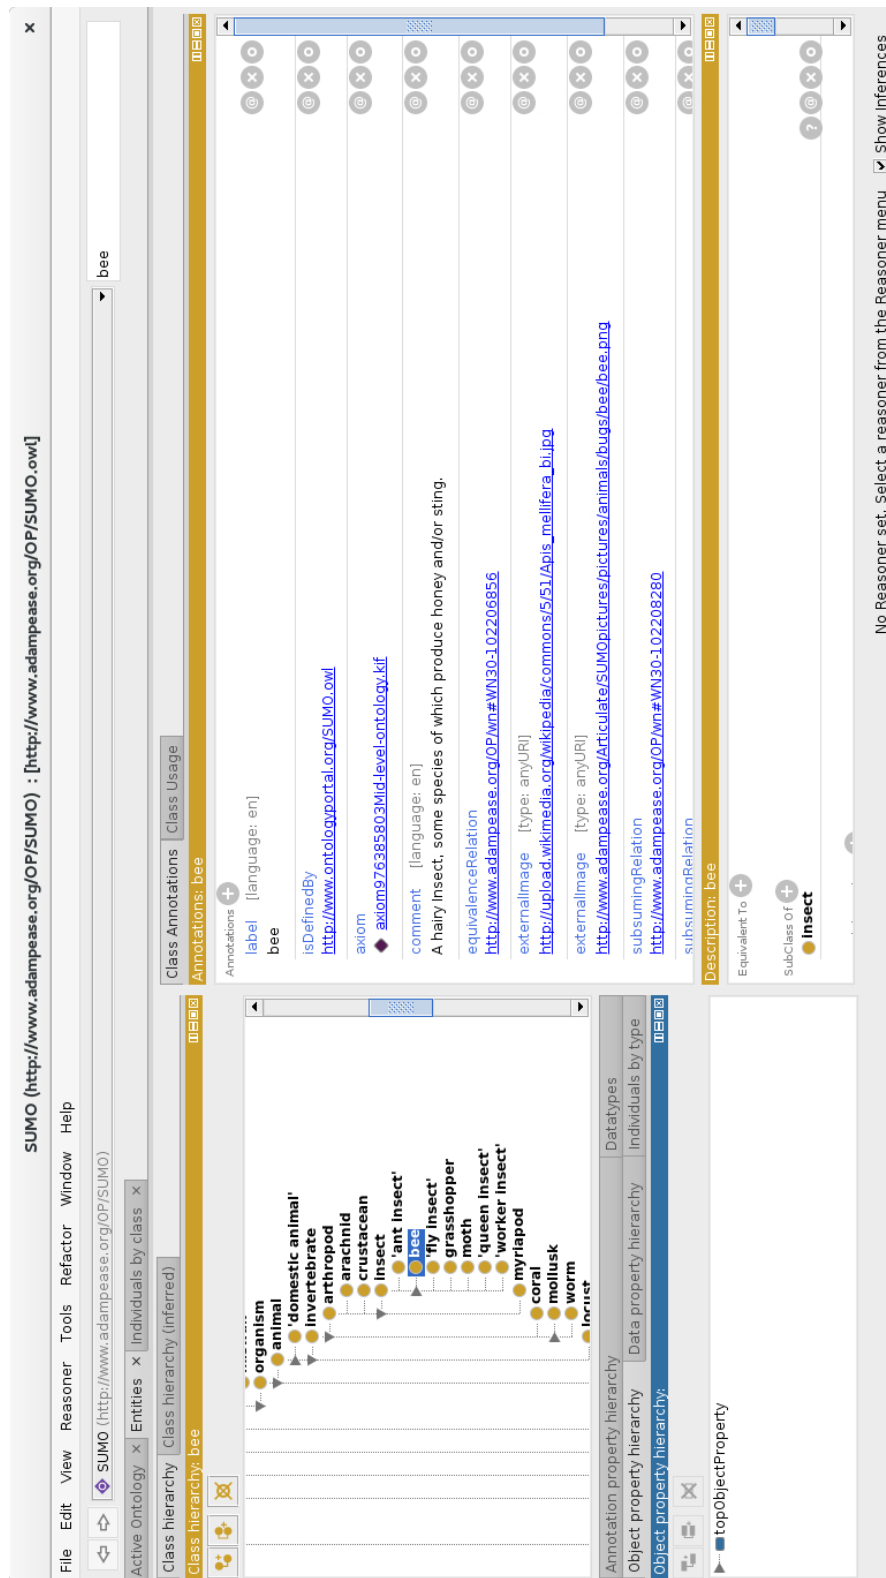 SUMO (http://www.adampease.org/OP/SUMO) : [http://www.adampease.org/OP/SUMO.owl]
File Edit View Reasoner Tools Refactor Window Help
SUMO (http://www.adampease.org/OP/SUMO)
bee
Active Ontology × Entities × Individuals by class ×
Class hierarchy Class hierarchy (inferred)
Class hierarchy: bee
organism
animal
'domestic animal'
invertebrate
arthropod
arachnid
crustacean
insect
'ant insect'
bee
'fly insect'
grasshopper
moth
'queen insect'
'worker insect'
myriapod
coral
mollusk
worm
locust
Annotation property hierarchy Datatypes
Object property hierarchy Data property hierarchy Individuals by type
Object property hierarchy:
topObjectProperty
Class Annotations Class Usage
Annotations: bee
Annotations
label [language: en]
bee
isDefinedBy
http://www.ontologyportal.org/SUMO.owl
axiom
axiom976385803Mid-level-ontology.kif
comment [language: en]
A hairy Insect, some species of which produce honey and/or sting.
equivalenceRelation
http://www.adampease.org/OP/wn#WN30-102206856
externalImage [type: anyURI]
http://upload.wikimedia.org/wikipedia/commons/5/51/Apis_mellifera_bi.jpg
externalImage [type: anyURI]
http://www.adampease.org/Articulate/SUMOpictures/pictures/animals/bugs/bee/bee.png
subsumingRelation
http://www.adampease.org/OP/wn#WN30-102208280
subsumingRelation
Description: bee
Equivalent To
SubClass Of
insect
No Reasoner set. Select a reasoner from the Reasoner menu Show Inferences